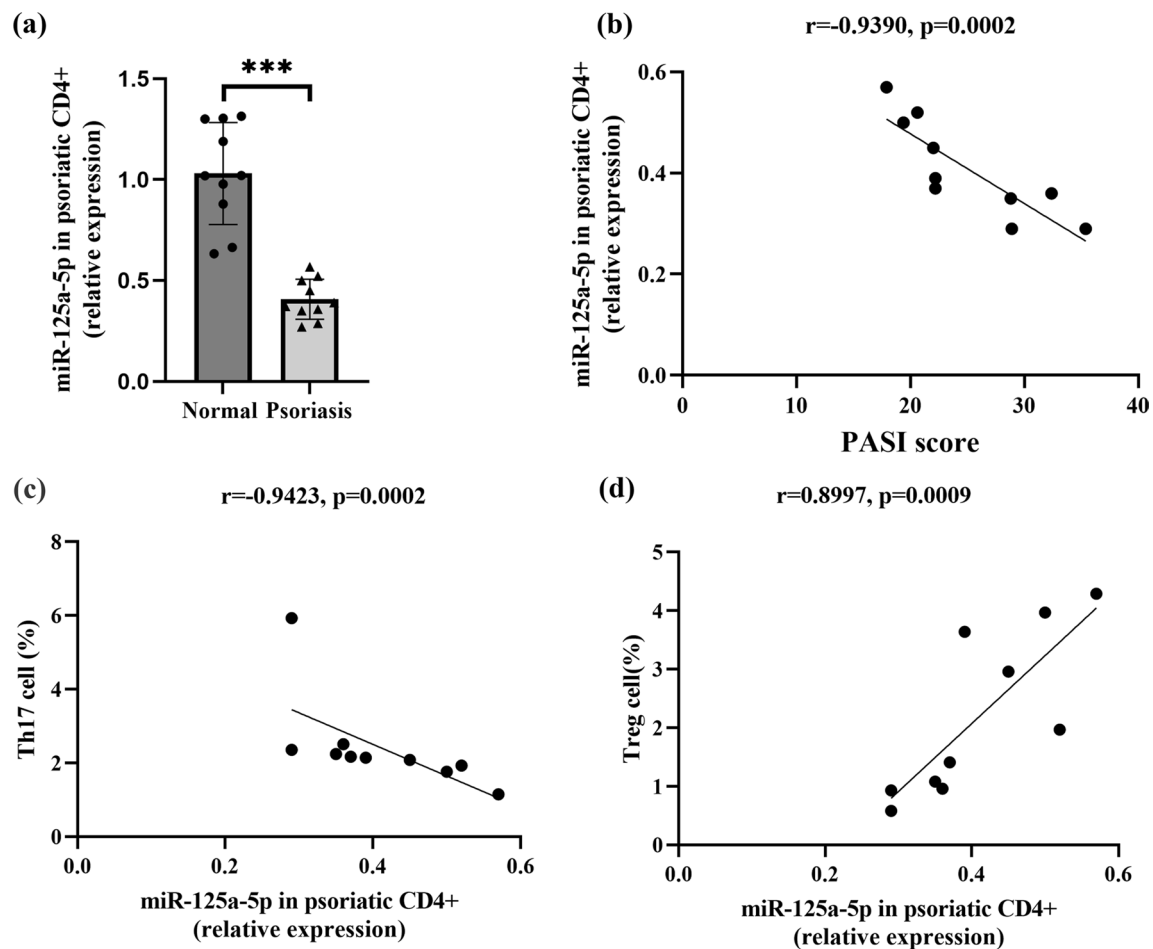 (a)
miR-125a-5p in psoriatic CD4+
(relative expression)
1.5
1.0
0.5
0.0
***
Normal Psoriasis
(b)
r=-0.9390, p=0.0002
miR-125a-5p in psoriatic CD4+
(relative expression)
0.6
0.4
0.2
0.0
0 10 20 30 40
PASI score
(c)
r=-0.9423, p=0.0002
Th17 cell (%)
8
6
4
2
0
0.0 0.2 0.4 0.6
miR-125a-5p in psoriatic CD4+
(relative expression)
(d)
r=0.8997, p=0.0009
Treg cell(%)
5
4
3
2
1
0
0.0 0.2 0.4 0.6
miR-125a-5p in psoriatic CD4+
(relative expression)